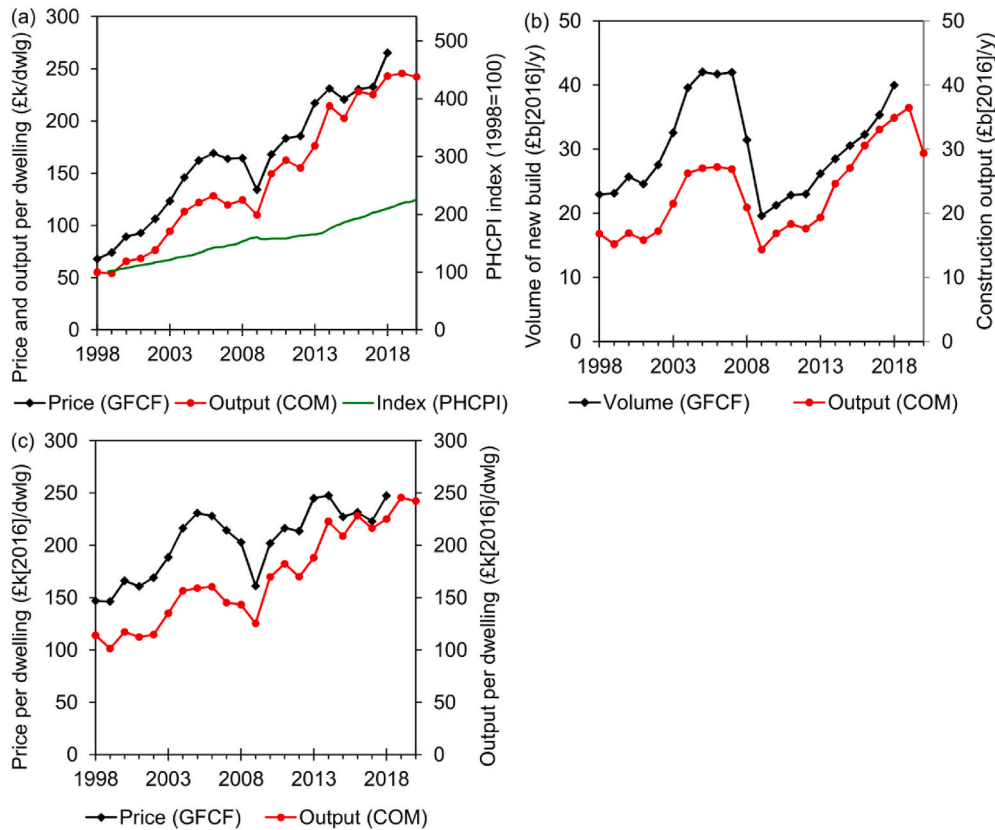 (a)
Price and output per dwelling (£k/dwlg)
300
250
200
150
100
50
0
500
400
300
200
100
0
PHCPI index (1998=100)
1998 2003 2008 2013 2018
Price (GFCF) Output (COM) Index (PHCPI)
(b)
Volume of new build (£b[2016]/y)
50
40
30
20
10
0
50
40
30
20
10
0
Construction output (£b[2016]/y)
1998 2003 2008 2013 2018
Volume (GFCF) Output (COM)
(c)
Price per dwelling (£k[2016]/dwlg)
300
250
200
150
100
50
0
300
250
200
150
100
50
0
Output per dwelling (£k[2016]/dwlg)
1998 2003 2008 2013 2018
Price (GFCF) Output (COM)